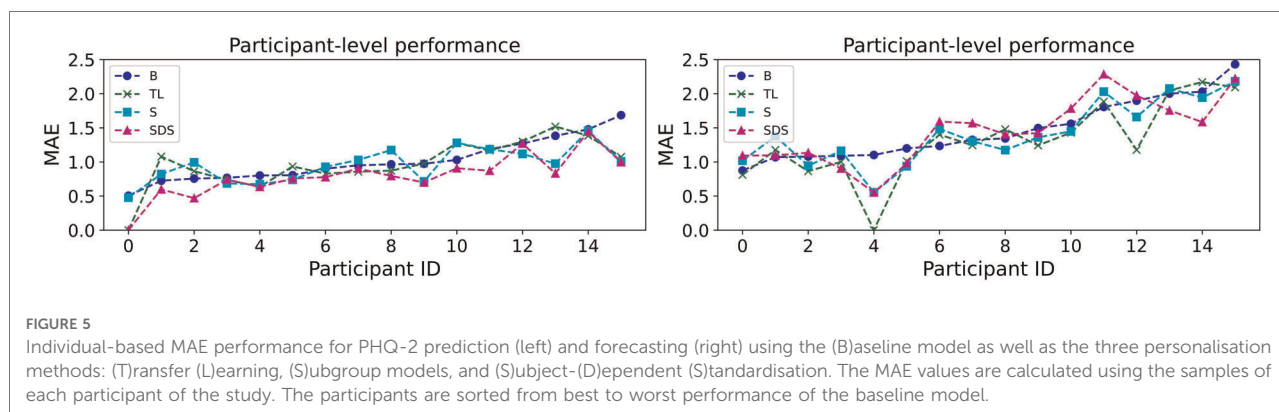 Participant-level performance
2.5
2.0
1.5
1.0
0.5
0.0
MAE
B
TL
S
SDS
0 2 4 6 8 10 12 14
Participant ID
Participant-level performance
2.5
2.0
1.5
1.0
0.5
0.0
MAE
B
TL
S
SDS
0 2 4 6 8 10 12 14
Participant ID
FIGURE 5
Individual-based MAE performance for PHQ-2 prediction (left) and forecasting (right) using the (B)aseline model as well as the three personalisation
methods: (T)ransfer (L)earning, (S)ubgroup models, and (S)ubject-(D)ependent (S)tandardisation. The MAE values are calculated using the samples of
each participant of the study. The participants are sorted from best to worst performance of the baseline model.